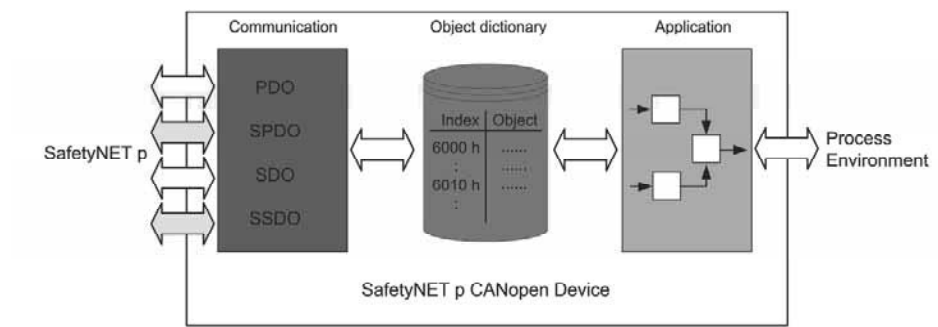 Communication
Object dictionary
Application
PDO
SPDO
SDO
SSDO
SafetyNET p
Index Object
6000 h ......
: ......
6010 h ......
:
Process
Environment
SafetyNET p CANopen Device